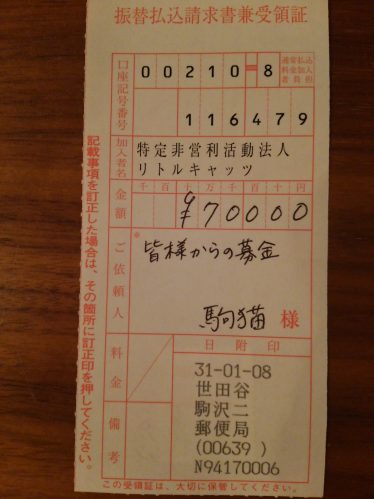 振替払込請求書兼受領証
口座記号番号
00210-8
通常払込料金加入者負担
116479
加入者名
特定非営利活動法人
リトルキャッツ
金額
千百十万千百十円
¥70000
ご依頼人
※
皆様からの募金
駒猫 様
料金
備考
日附印
31-01-08
世田谷
駒沢二
郵便局
(00639 )
N94170006
記載事項を訂正した場合は、その箇所に訂正印を押してください。
この受領証は、大切に保管してください。